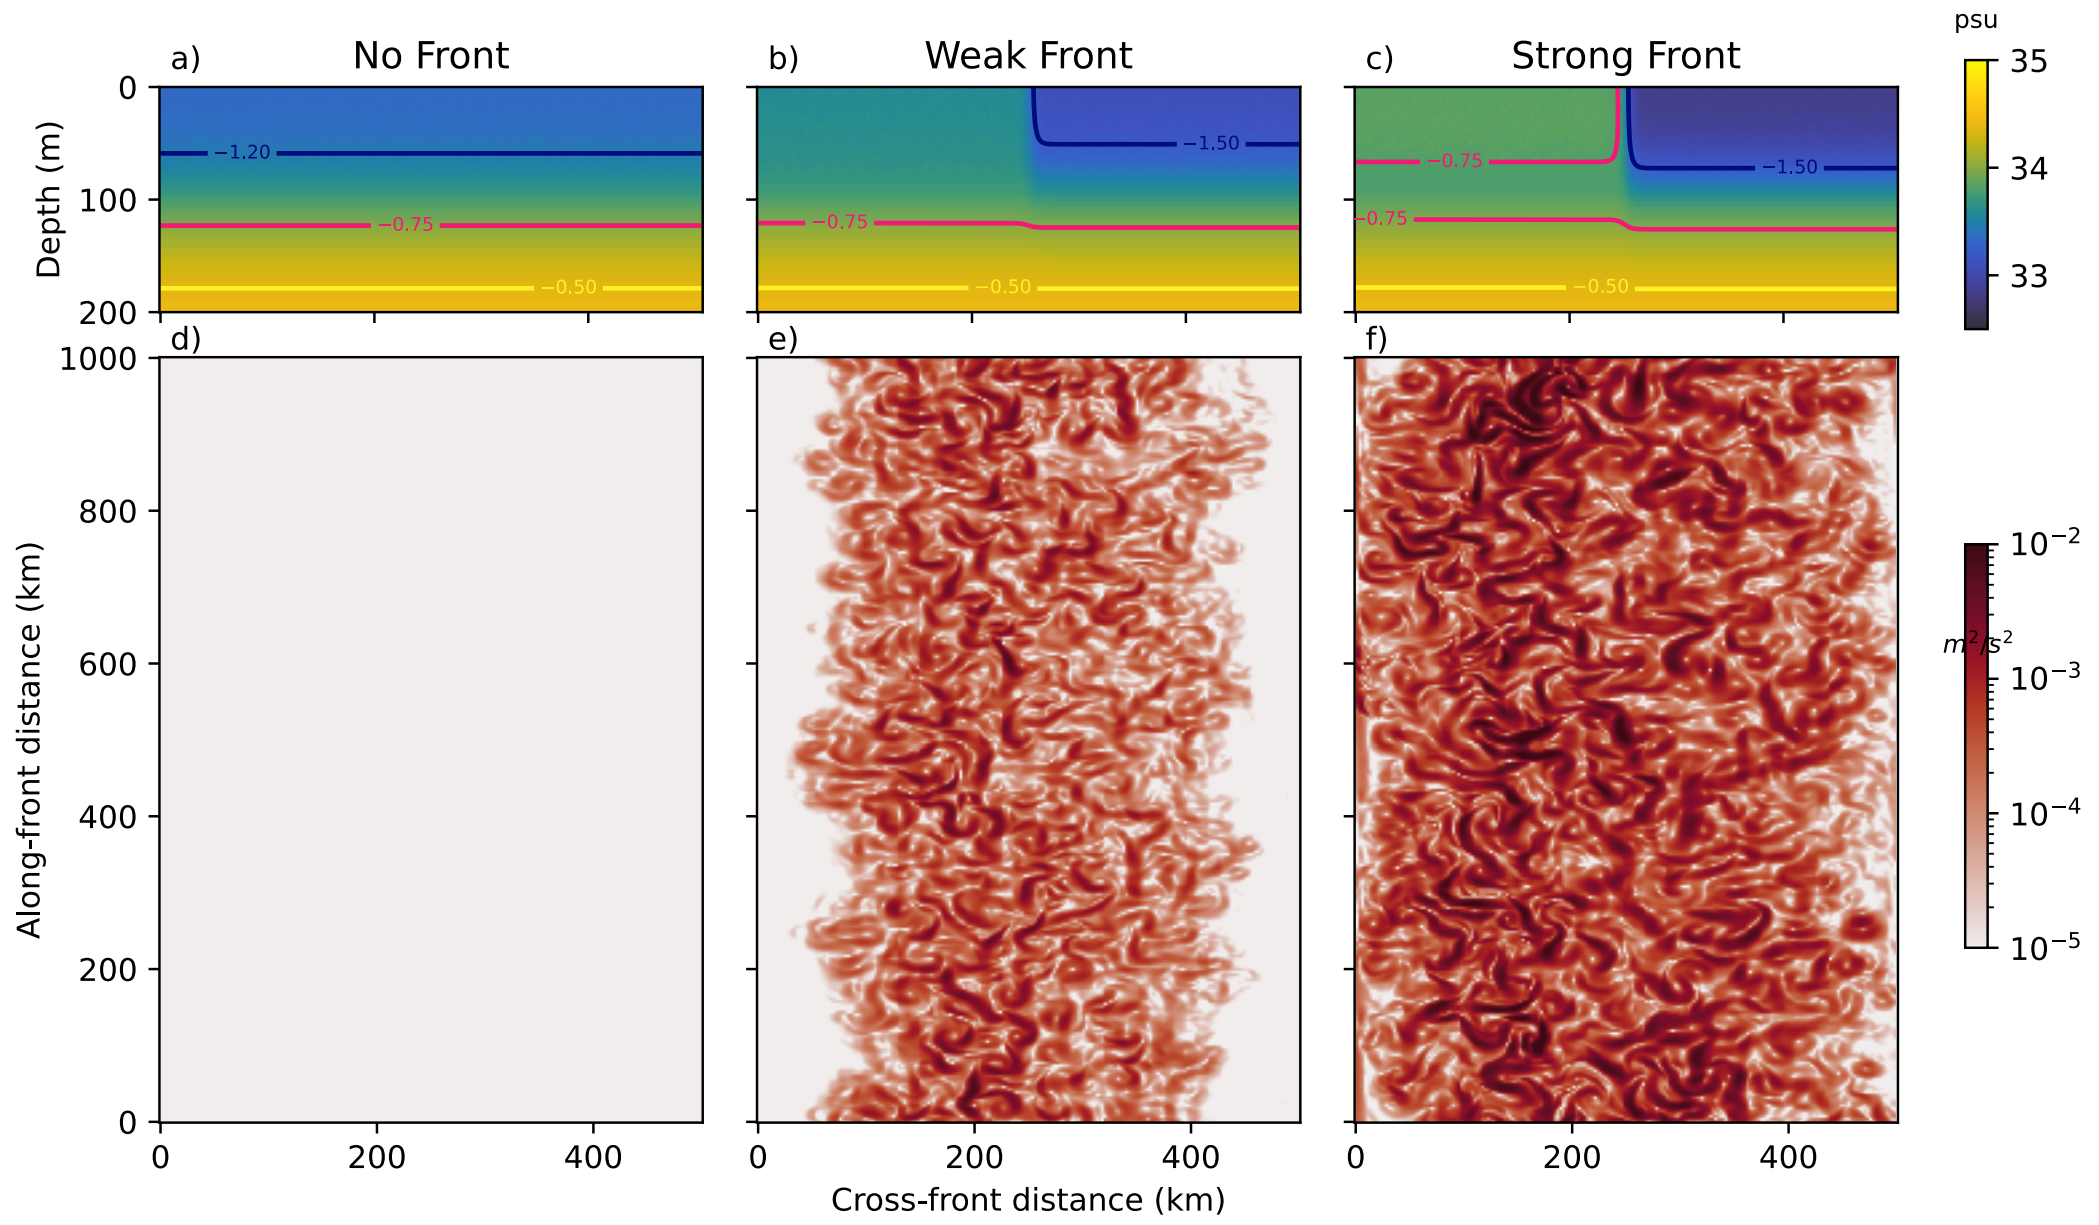 psu
a) No Front b) Weak Front c) Strong Front
0 35
−1.20 −1.50 −0.75 −1.50 34
Depth (m)
100
−0.75 −0.75 −0.75
33
−0.50 −0.50 −0.50
200
d) e) f)
1000
800
10⁻²
Along-front distance (km)
m²/s²
600
10⁻³
400
10⁻⁴
200
10⁻⁵
0
0 200 400 0 200 400 0 200 400
Cross-front distance (km)